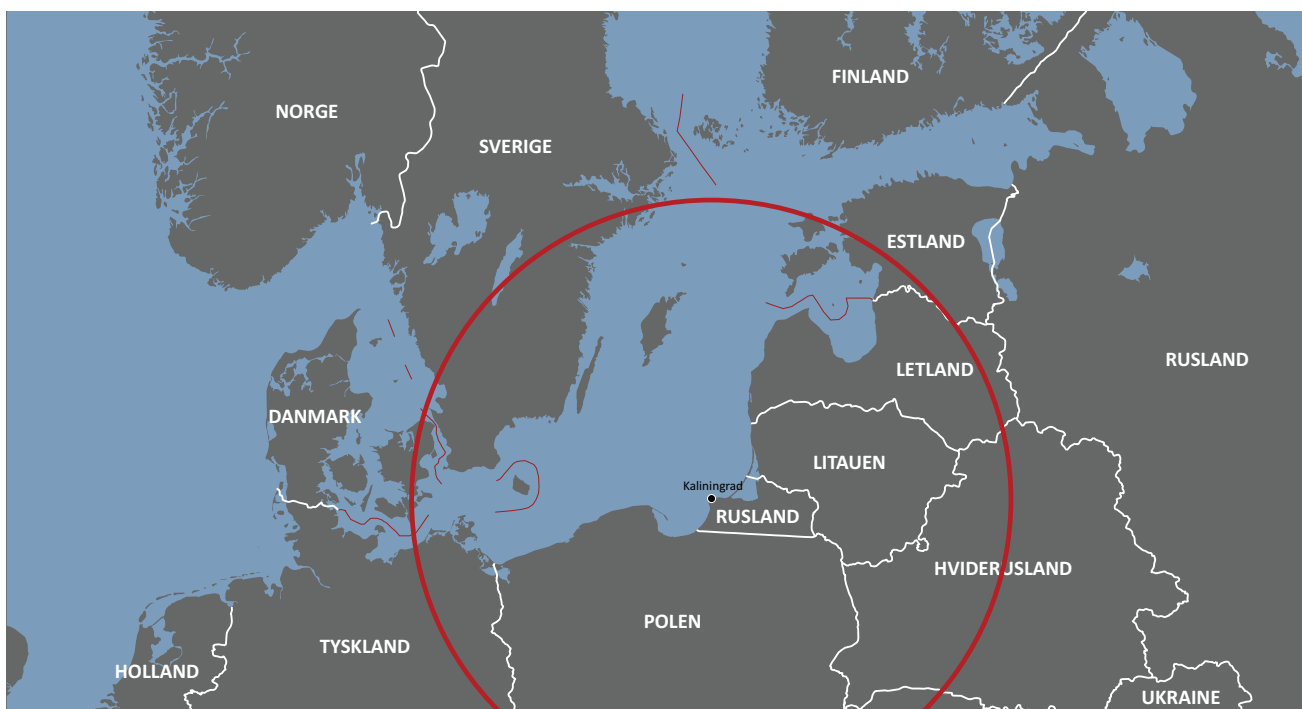 FINLAND
NORGE
SVERIGE
ESTLAND
RUSLAND
LETLAND
DANMARK
LITAUEN
Kaliningrad
RUSLAND
HVIDERUSLAND
POLEN
TYSKLAND
HOLLAND
UKRAINE